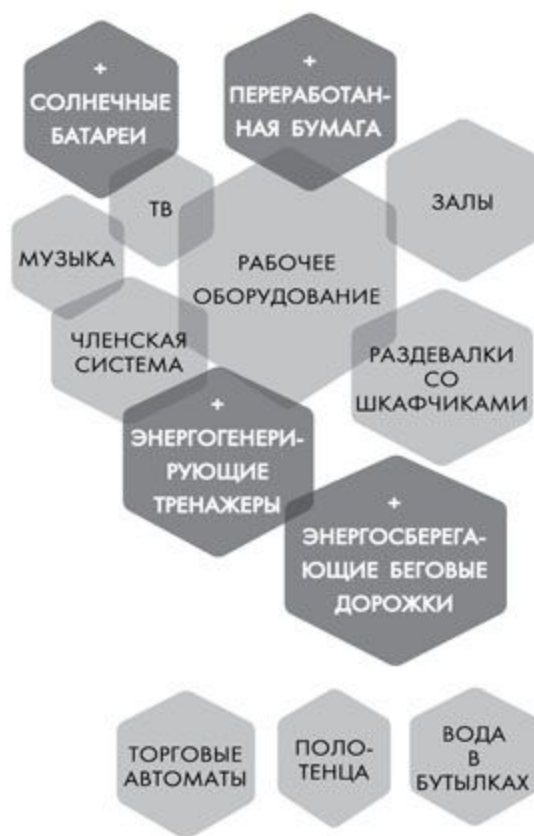 +
СОЛНЕЧНЫЕ
БАТАРЕИ
+
ПЕРЕРАБОТАН-
НАЯ БУМАГА
ЗАЛЫ
ТВ
МУЗЫКА
РАБОЧЕЕ
ОБОРУДОВАНИЕ
ЧЛЕНСКАЯ
СИСТЕМА
РАЗДЕВАЛКИ
СО
ШКАФЧИКАМИ
+
ЭНЕРГОГЕНЕРИ-
РУЮЩИЕ
ТРЕНАЖЕРЫ
+
ЭНЕРГОСБЕРЕГА-
ЮЩИЕ БЕГОВЫЕ
ДОРОЖКИ
ТОРГОВЫЕ
АВТОМАТЫ
ПОЛО-
ТЕНЦА
ВОДА
В
БУТЫЛКАХ